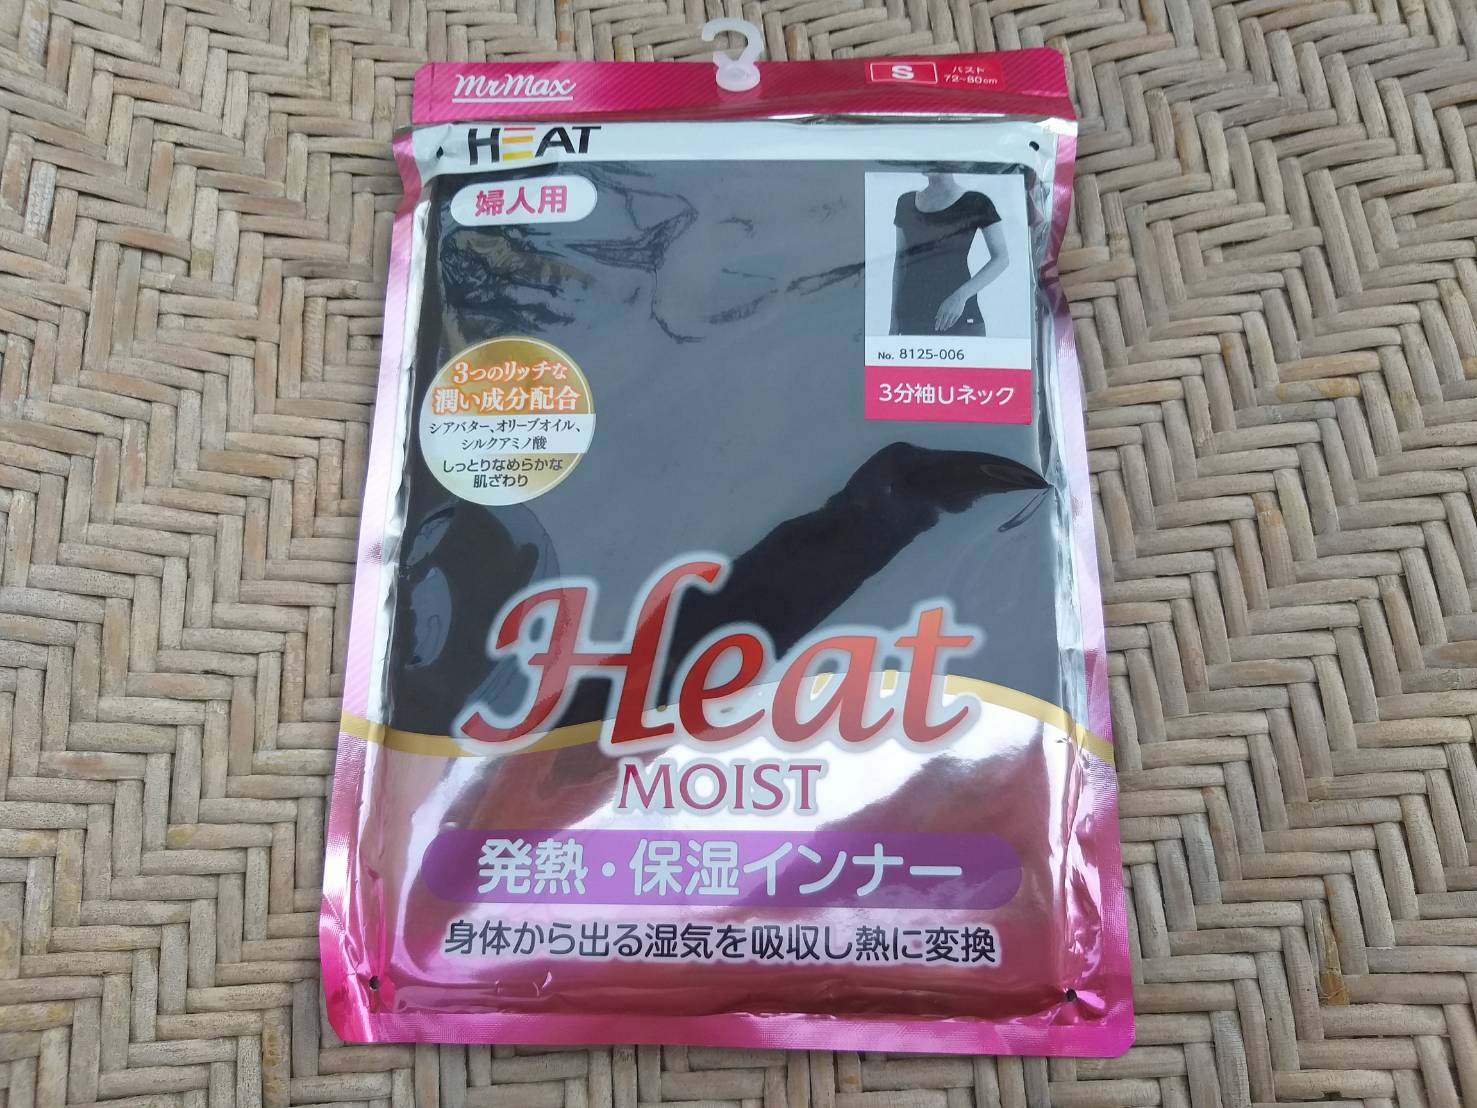 MrMax
S
バスト
72~80cm
HEAT
婦人用
No. 8125-006
3分袖Uネック
3つのリッチな
潤い成分配合
シアバター、オリーブオイル、
シルクアミノ酸
しっとりなめらかな
肌ざわり
Heat
MOIST
発熱・保湿インナー
身体から出る湿気を吸収し熱に変換